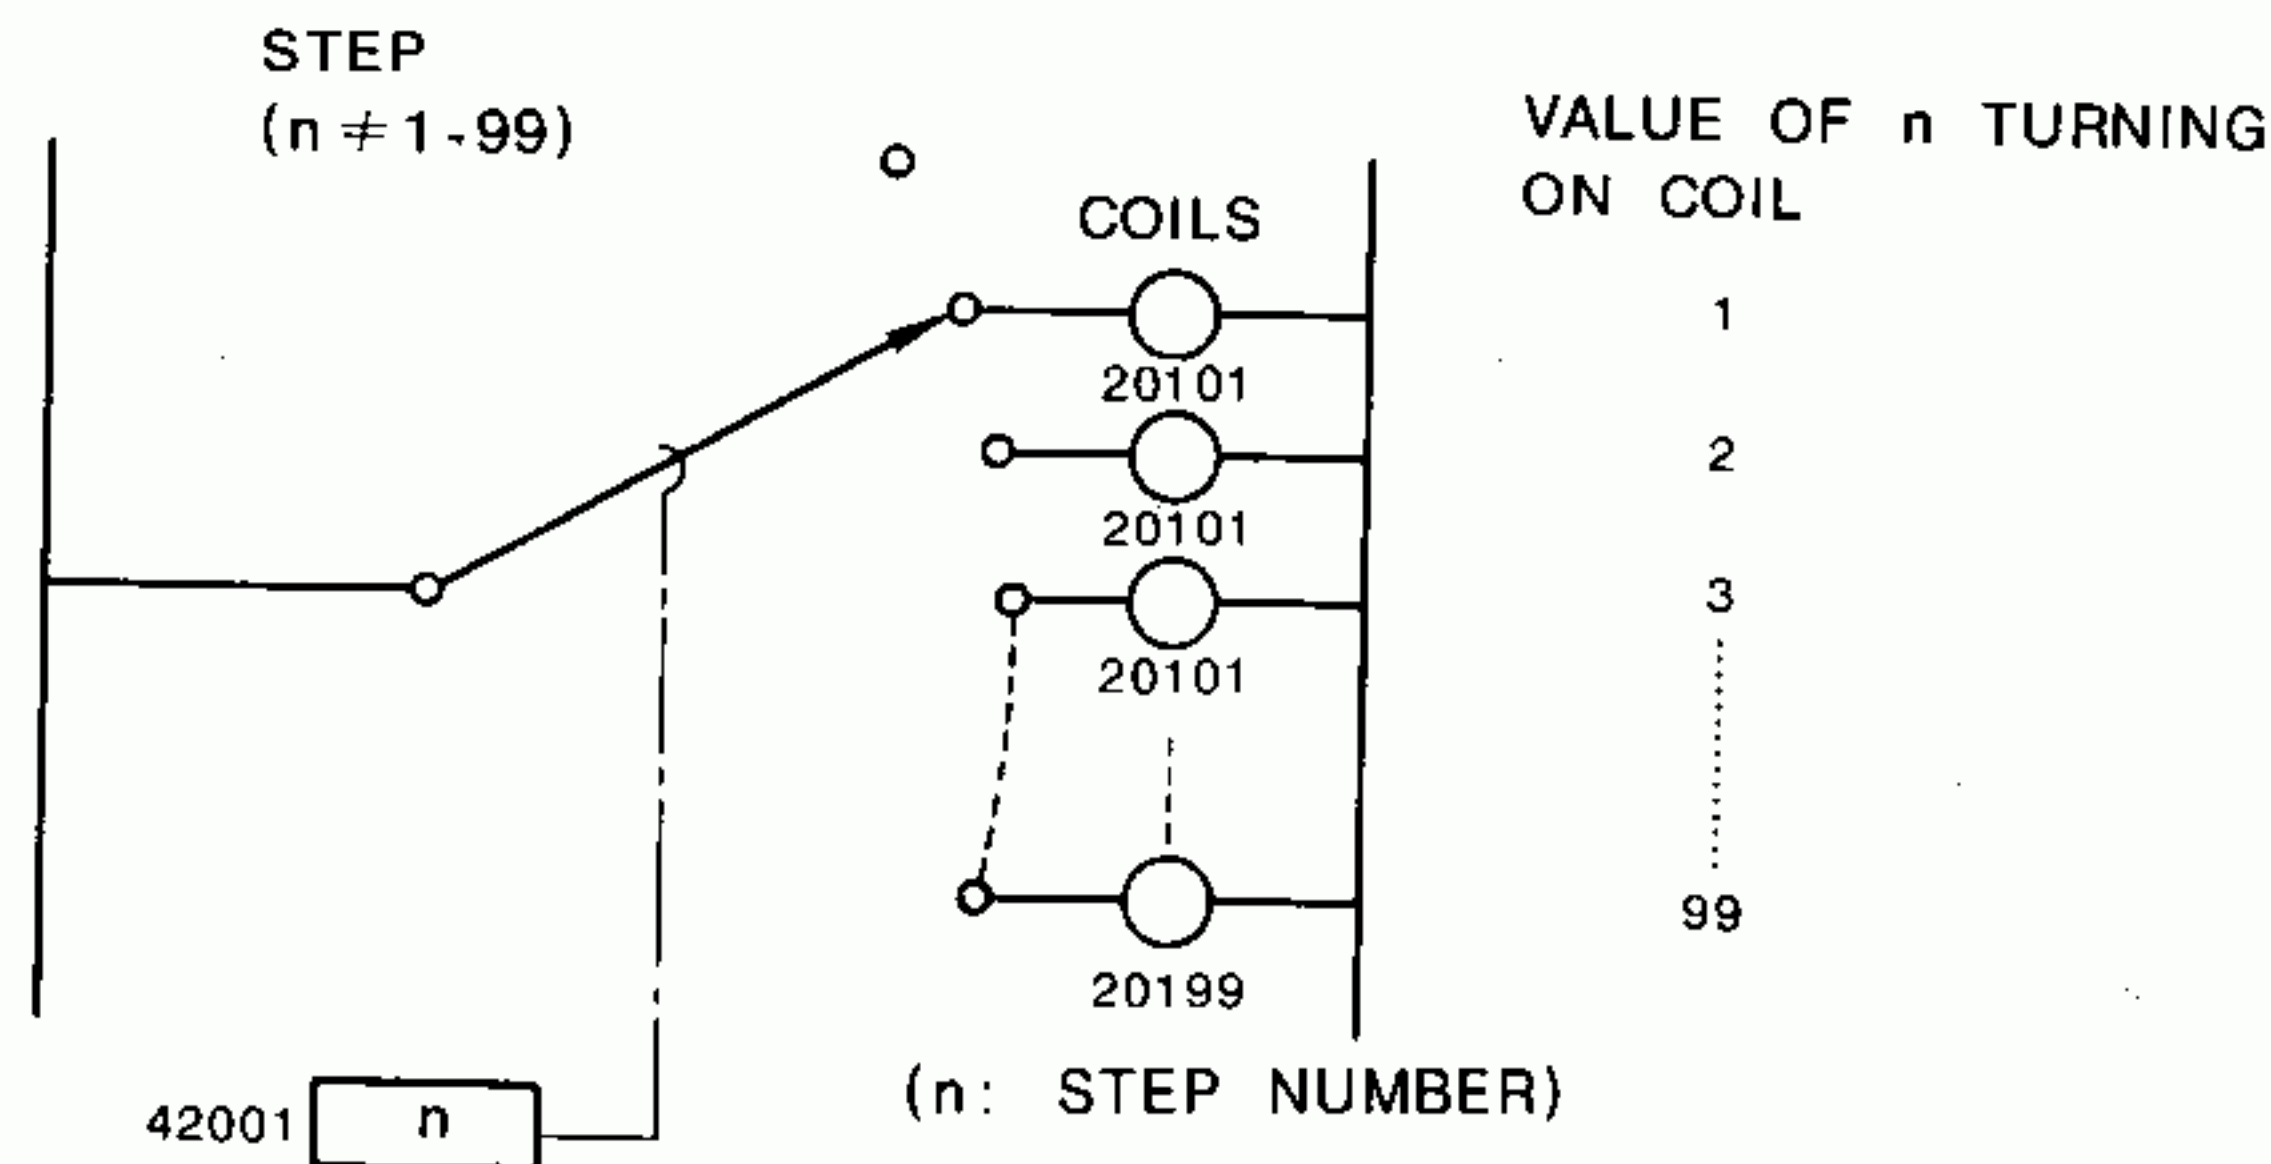 STEP
(n ≠ 1-99)
VALUE OF n TURNING
ON COIL
COILS
1
20101
2
20101
3
20101
99
20199
(n: STEP NUMBER)
42001 n